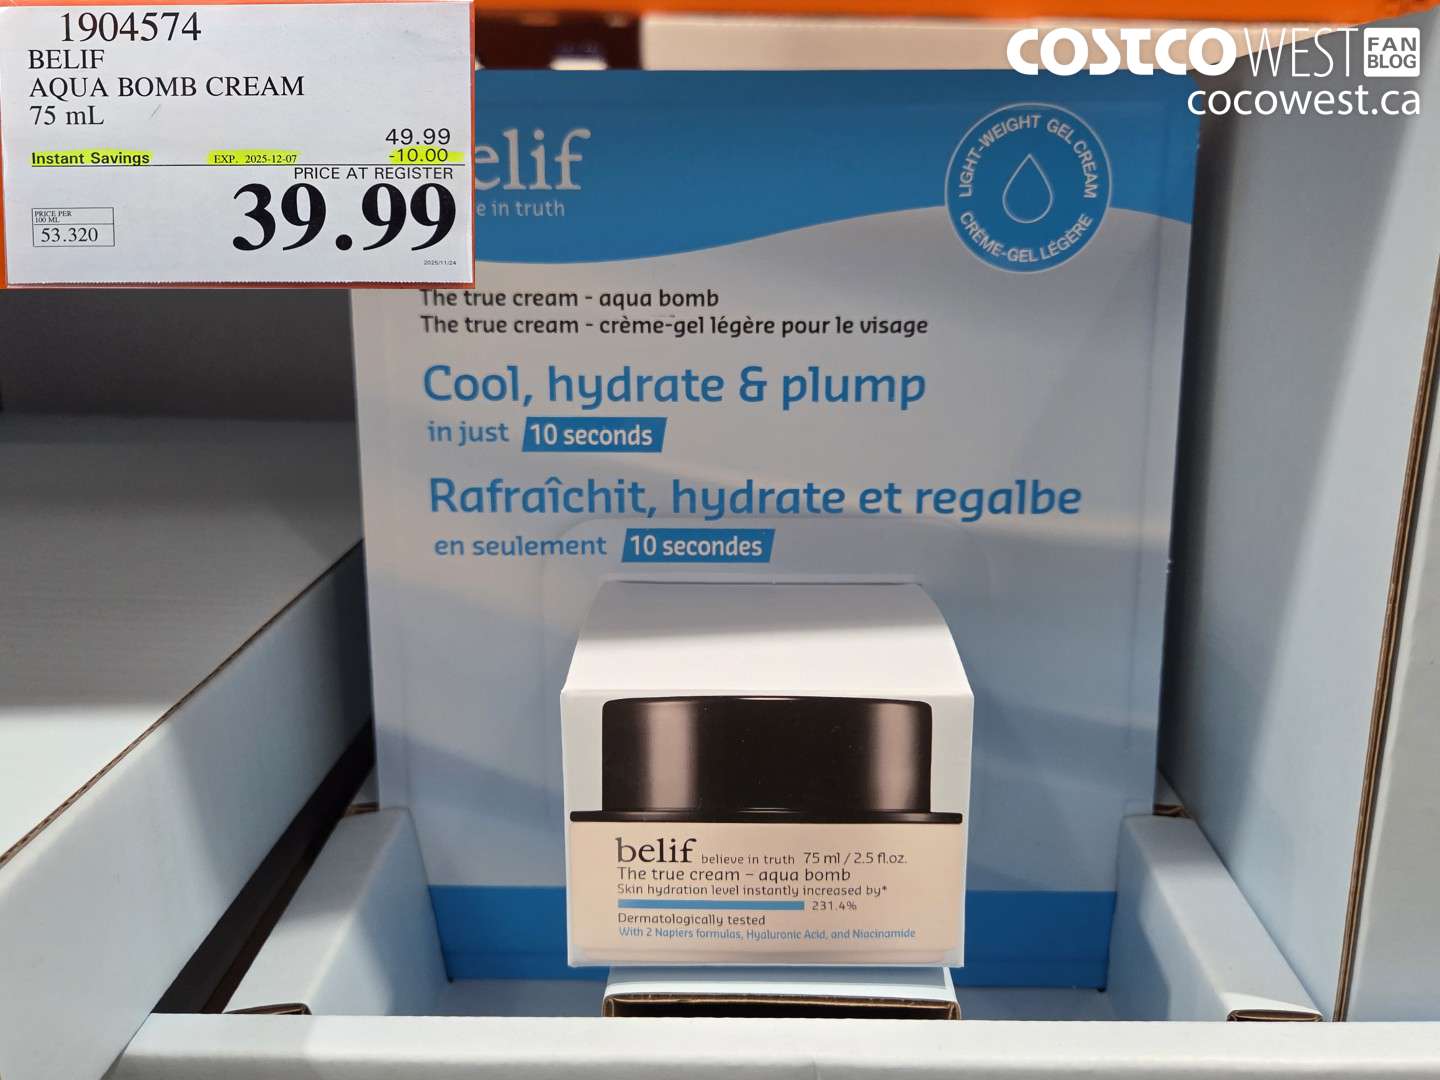 1904574
BELIF
AQUA BOMB CREAM
75 mL
49.99
Instant Savings EXP. 2025-12-07 -10.00
PRICE AT REGISTER
39.99
PRICE PER
100 ML
53.320
2025/11/24
COSTCO WEST FAN BLOG
cocowest.ca
elif
e in truth
LIGHT-WEIGHT GEL CREAM
CRÈME-GEL LÉGÈRE
The true cream - aqua bomb
The true cream - crème-gel légère pour le visage
Cool, hydrate & plump
in just 10 seconds
Rafraîchit, hydrate et regalbe
en seulement 10 secondes
belif believe in truth 75 ml / 2.5 fl.oz.
The true cream – aqua bomb
Skin hydration level instantly increased by*
231.4%
Dermatologically tested
With 2 Napiers formulas, Hyaluronic Acid, and Niacinamide